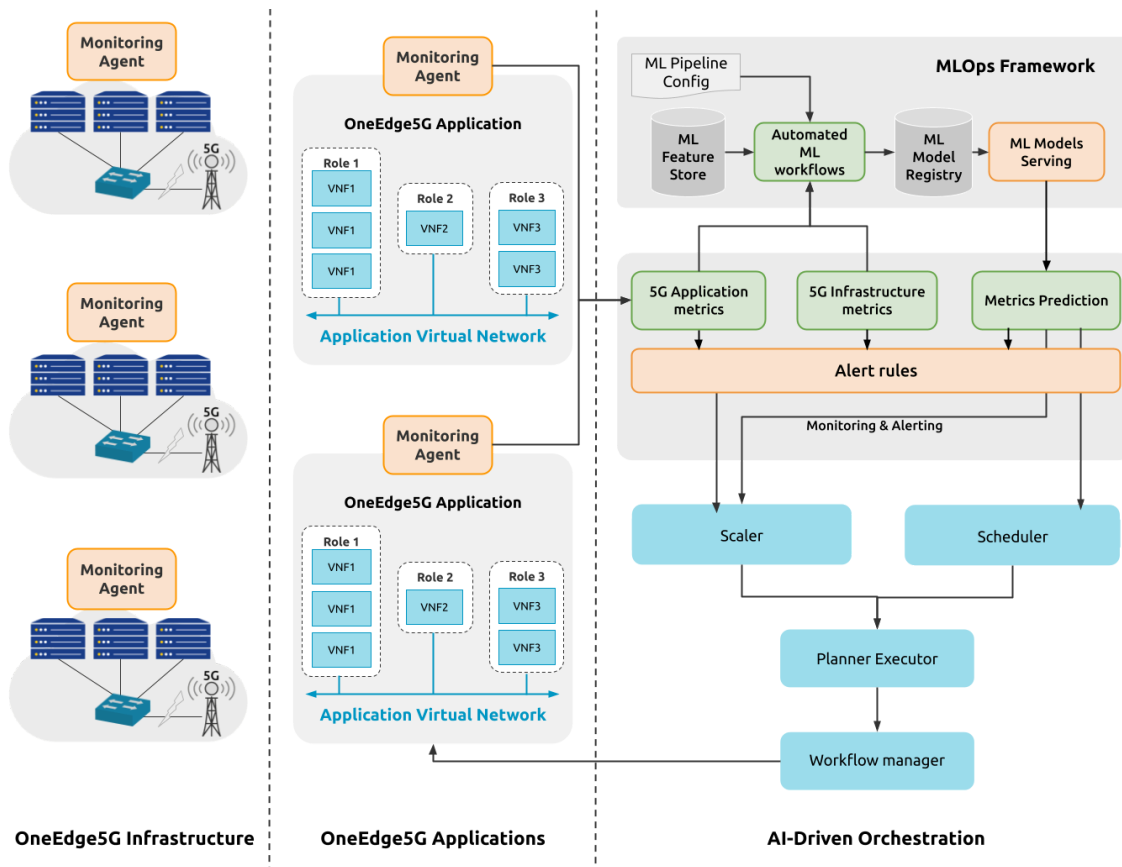 Monitoring
Agent
5G
Monitoring
Agent
5G
Monitoring
Agent
5G
OneEdge5G Infrastructure
Monitoring
Agent
OneEdge5G Application
Role 1
VNF1
VNF1
VNF1
Role 2
VNF2
Role 3
VNF3
VNF3
Application Virtual Network
Monitoring
Agent
OneEdge5G Application
Role 1
VNF1
VNF1
VNF1
Role 2
VNF2
Role 3
VNF3
VNF3
Application Virtual Network
OneEdge5G Applications
MLOps Framework
ML Pipeline
Config
ML
Feature
Store
Automated
ML
workflows
ML
Model
Registry
ML Models
Serving
5G Application
metrics
5G Infrastructure
metrics
Metrics Prediction
Alert rules
Monitoring & Alerting
Scaler
Scheduler
Planner Executor
Workflow manager
AI-Driven Orchestration